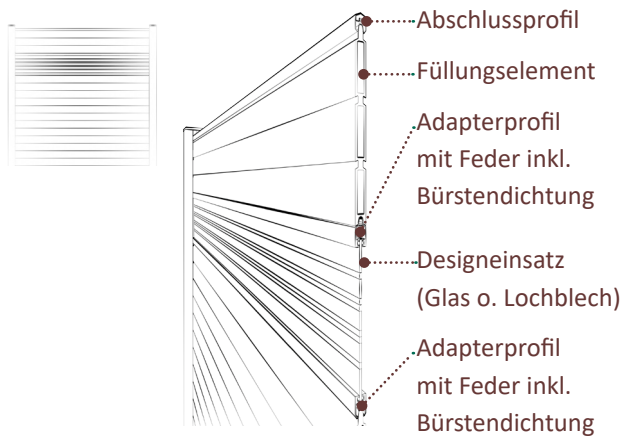 Abschlussprofil
Füllungselement
Adapterprofil
mit Feder inkl.
Bürstendichtung
Designeinsatz
(Glas o. Lochblech)
Adapterprofil
mit Feder inkl.
Bürstendichtung